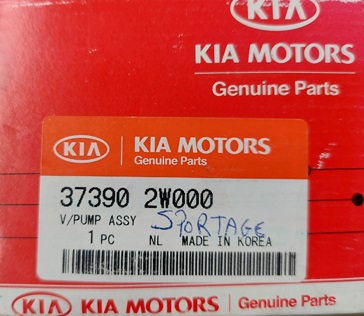 KIA
KIA MOTORS
Genuine Parts
KIA KIA MOTORS
Genuine Parts
37390 2W000
V/PUMP ASSY SPORTAGE
1 PC NL MADE IN KOREA
KIA KIA MOTORS Genuine Parts